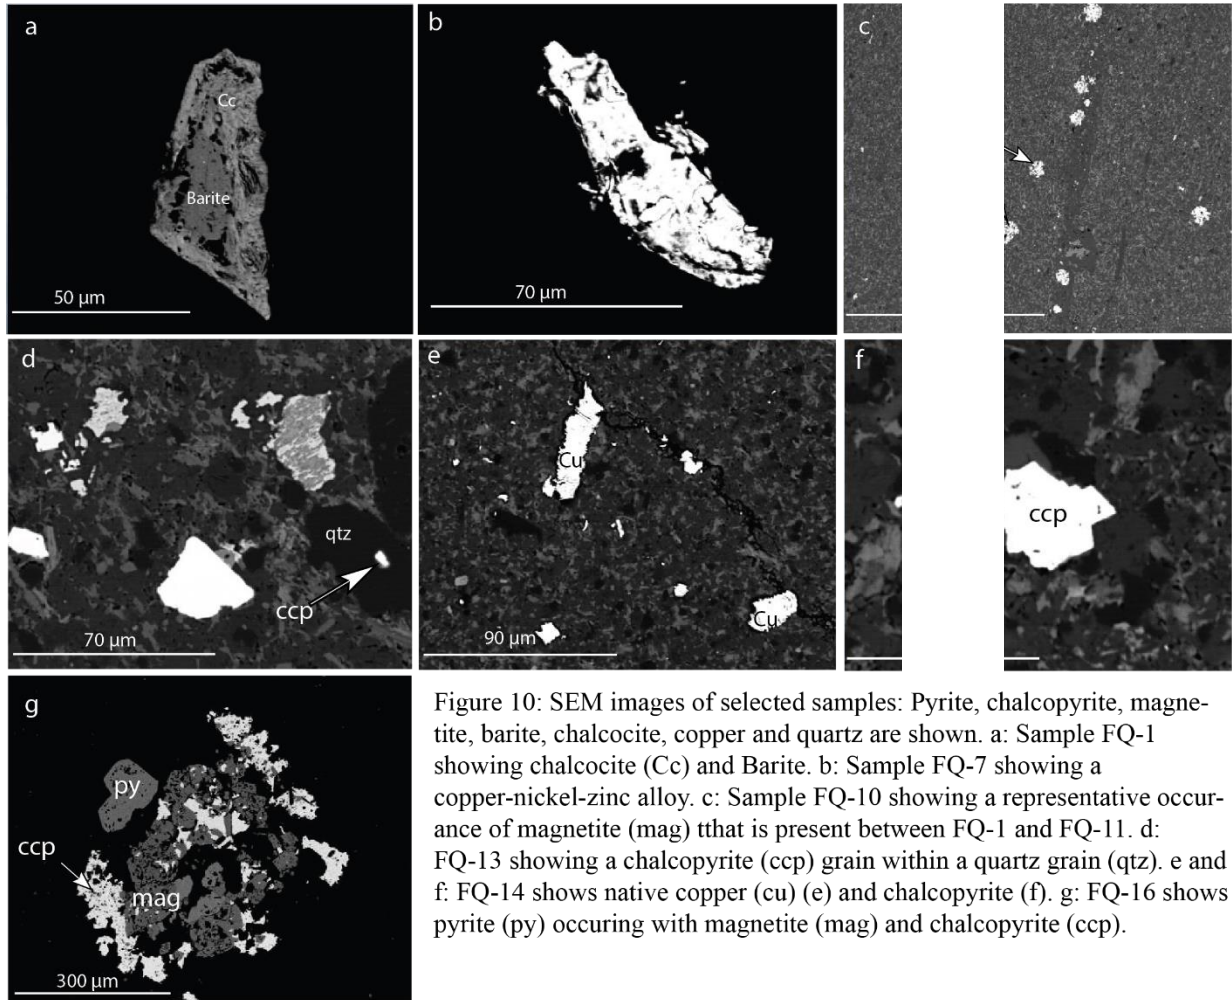 a
Cc
Barite
50 µm
b
70 µm
c
d
qtz
ccp
70 µm
e
Cu
Cu
90 µm
f
ccp
g
py
ccp
mag
300 µm
Figure 10: SEM images of selected samples: Pyrite, chalcopyrite, magne-
tite, barite, chalcocite, copper and quartz are shown. a: Sample FQ-1
showing chalcocite (Cc) and Barite. b: Sample FQ-7 showing a
copper-nickel-zinc alloy. c: Sample FQ-10 showing a representative occur-
ance of magnetite (mag) tthat is present between FQ-1 and FQ-11. d:
FQ-13 showing a chalcopyrite (ccp) grain within a quartz grain (qtz). e and
f: FQ-14 shows native copper (cu) (e) and chalcopyrite (f). g: FQ-16 shows
pyrite (py) occuring with magnetite (mag) and chalcopyrite (ccp).